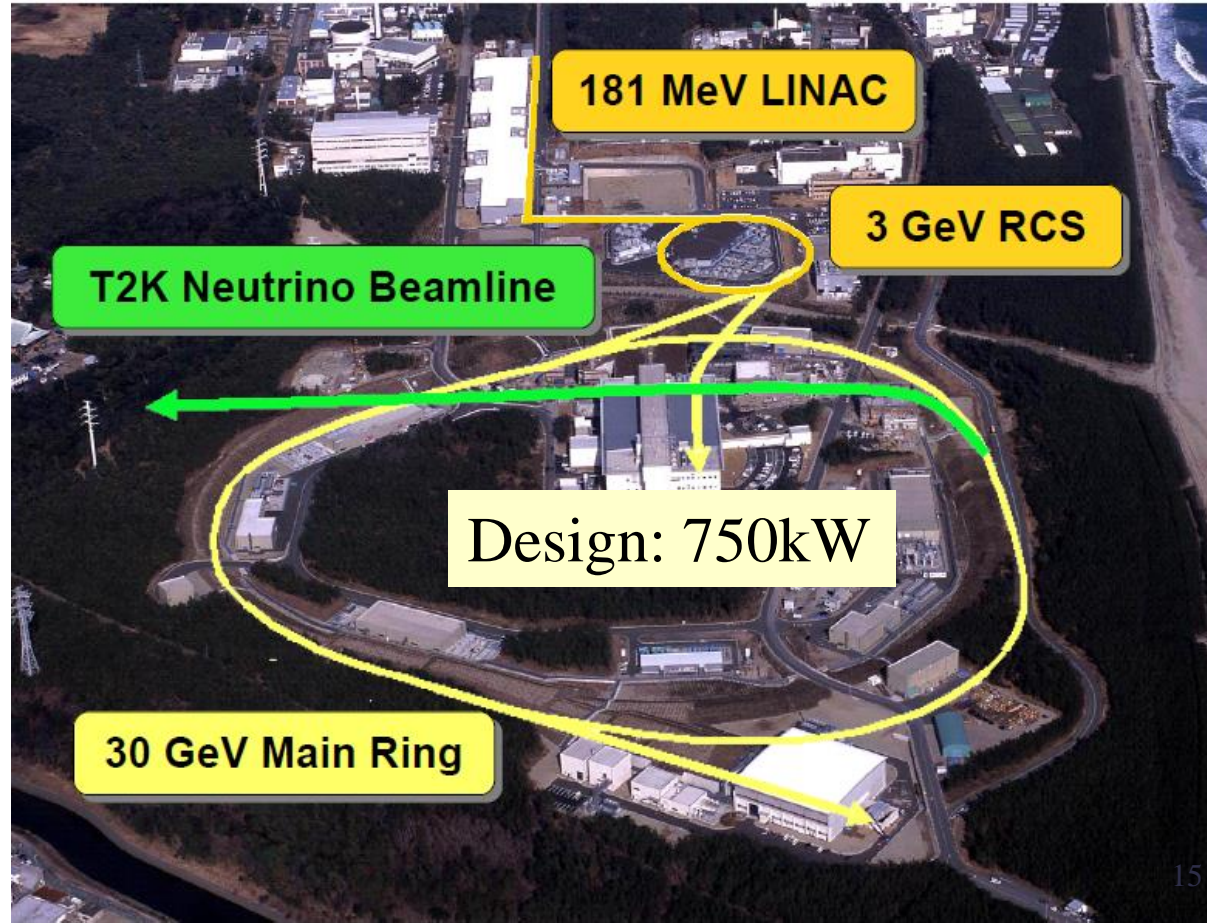 181 MeV LINAC
3 GeV RCS
T2K Neutrino Beamline
Design: 750kW
30 GeV Main Ring
15